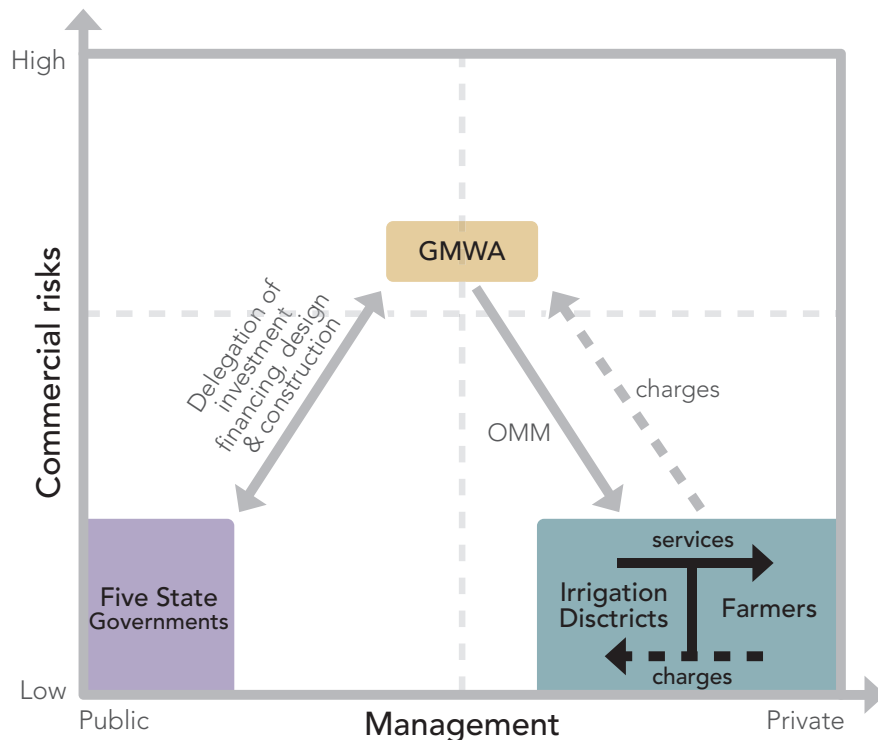 High
Commercial risks
GMWA
Delegation of
investment
financing, design
& construction
charges
OMM
Five State
Governments
services
Irrigation
Disctricts
Farmers
charges
Low
Public
Management
Private